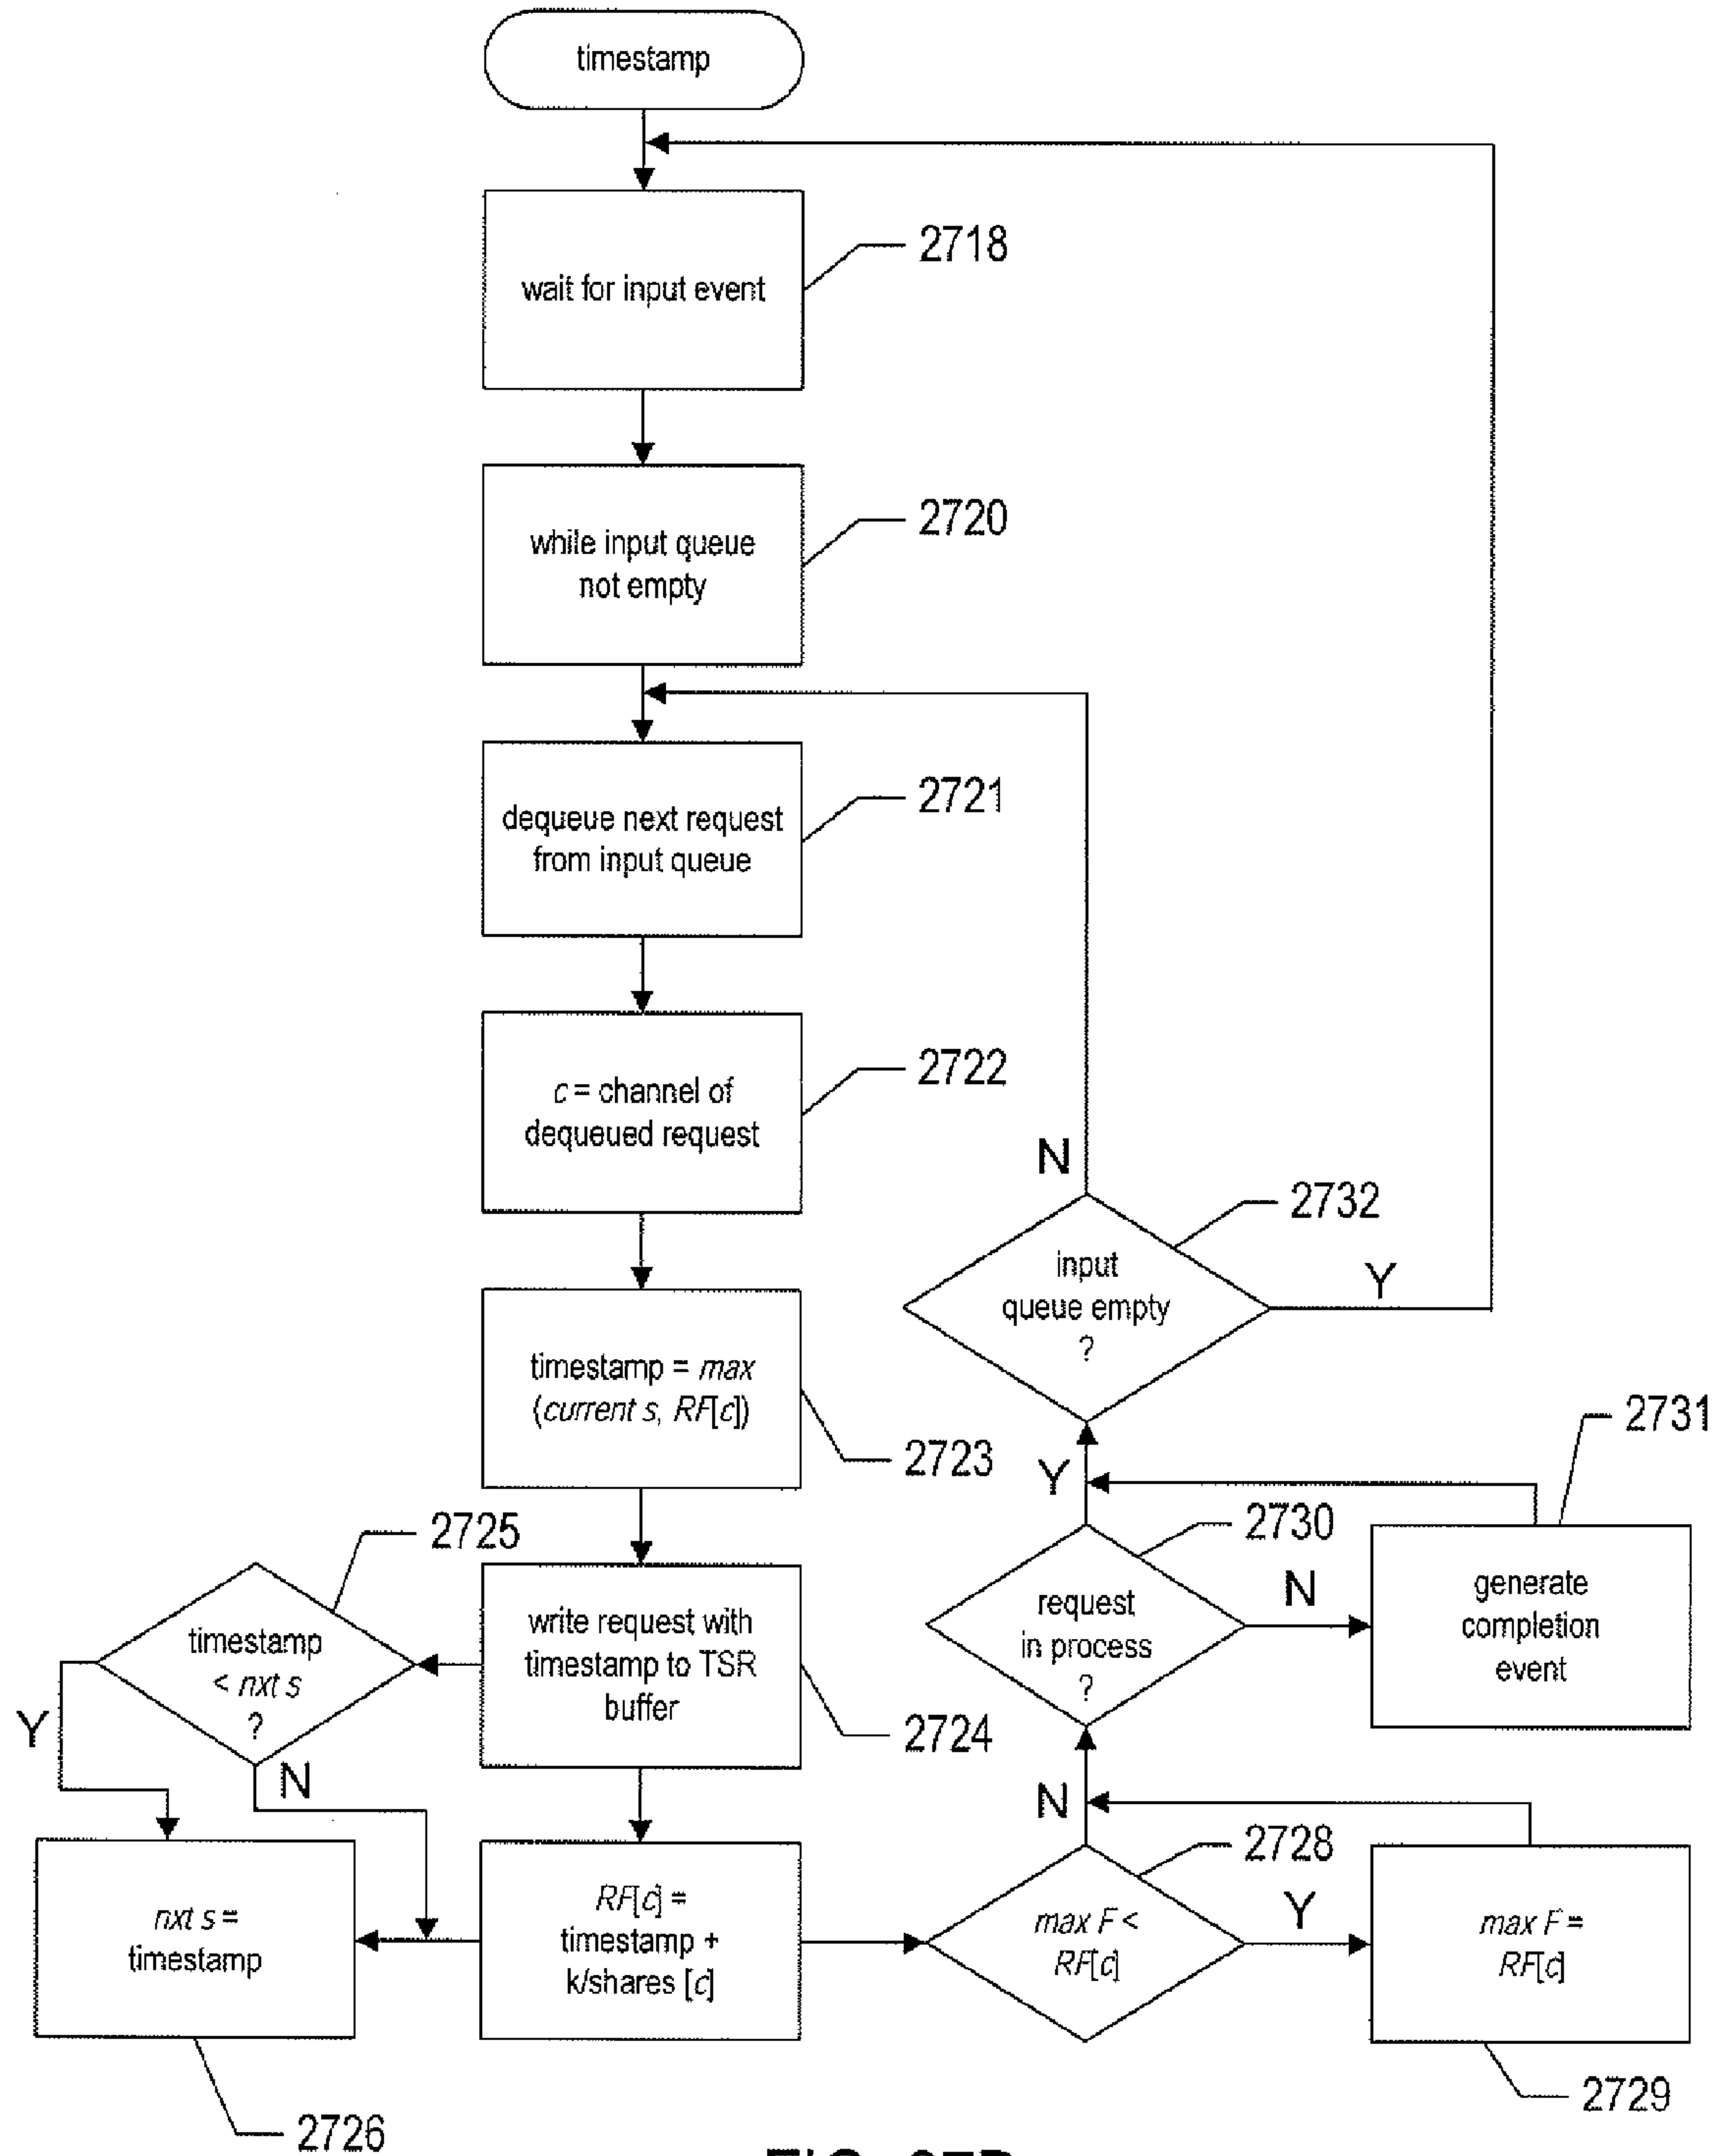 timestamp
wait for input event
2718
while input queue
not empty
2720
dequeue next request
from input queue
2721
c = channel of
dequeued request
2722
N
2732
input
queue empty
?
Y
timestamp = max
(current s, RF[c])
2723
2731
Y
2730
request
in process
?
N
generate
completion
event
2725
timestamp
< nxt s
?
Y
N
write request with
timestamp to TSR
buffer
2724
N
2728
nxt s =
timestamp
2726
RF[c] =
timestamp +
k/shares [c]
max F <
RF[c]
Y
max F =
RF[c]
2729